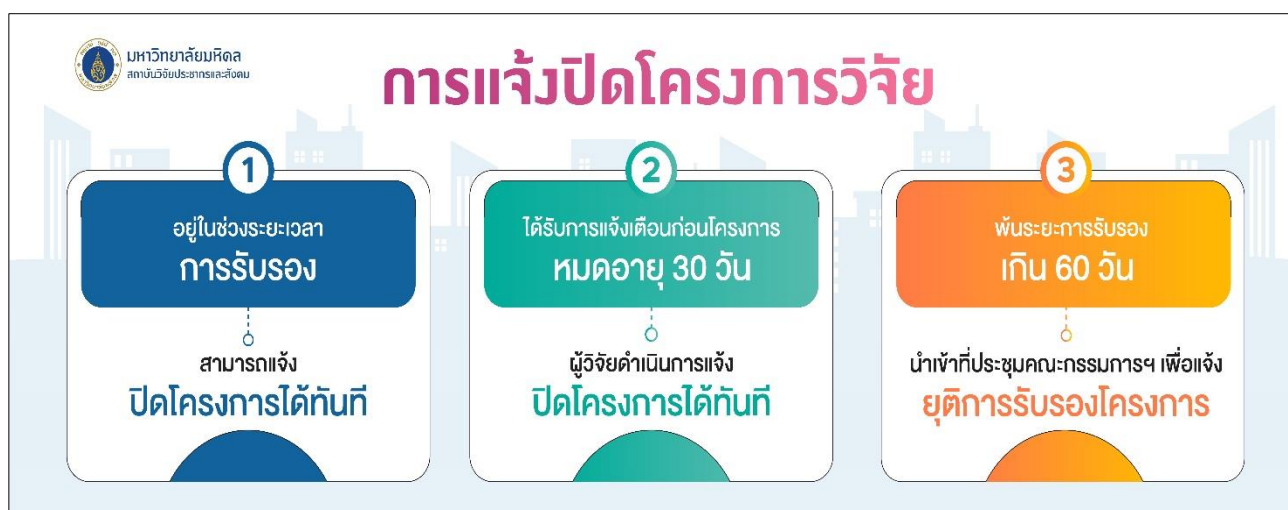 มหาวิทยาลัยมหิดล
สถาบันวิจัยประชากรและสังคม
การแจ้งปิดโครงการวิจัย
1
อยู่ในช่วงระยะเวลา
การรับรอง
สามารถแจ้ง
ปิดโครงการได้ทันที
2
ได้รับการแจ้งเตือนก่อนโครงการ
หมดอายุ 30 วัน
ผู้วิจัยดำเนินการแจ้ง
ปิดโครงการได้ทันที
3
พ้นระยะการรับรอง
เกิน 60 วัน
นำเข้าที่ประชุมคณะกรรมการฯ เพื่อแจ้ง
ยุติการรับรองโครงการ